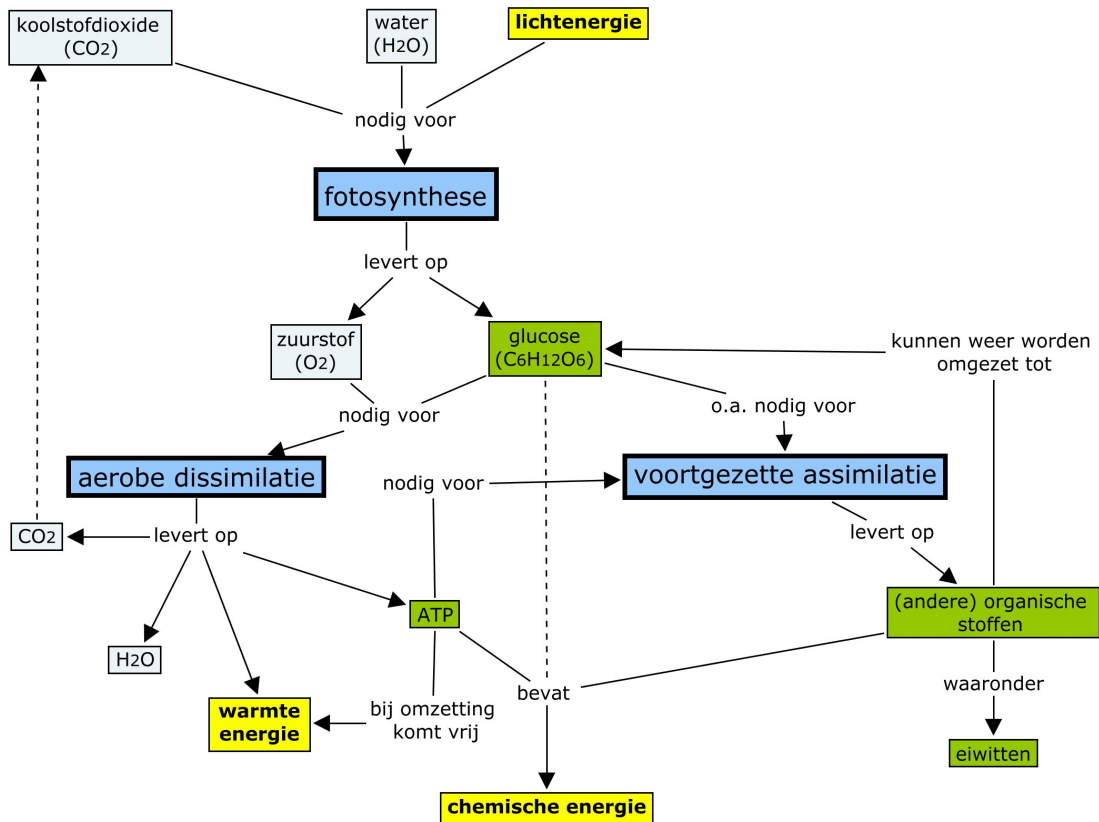 koolstofdioxide
(CO2)
water
(H2O)
lichtenergie
nodig voor
fotosynthese
levert op
zuurstof
(O2)
glucose
(C6H12O6)
kunnen weer worden
omgezet tot
nodig voor
o.a. nodig voor
aerobe dissimilatie
nodig voor
voortgezette assimilatie
CO2
levert op
levert op
ATP
(andere) organische
stoffen
H2O
warmte
energie
bij omzetting
komt vrij
bevat
waaronder
eiwitten
chemische energie